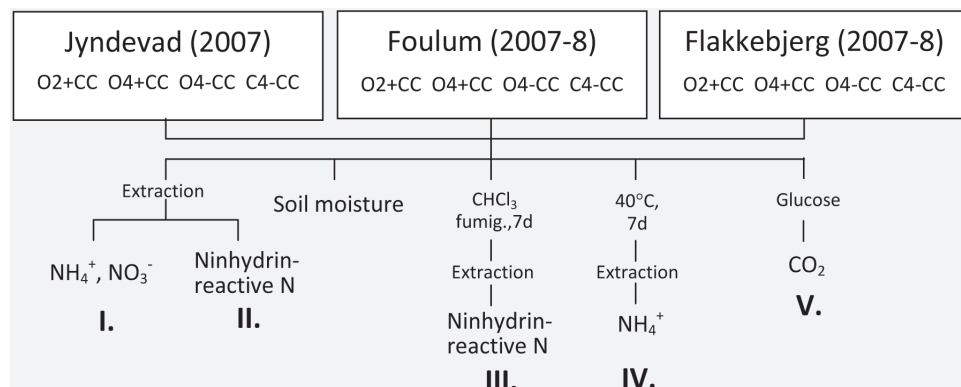 Jyndevad (2007)
O2+CC O4+CC O4-CC C4-CC
Foulum (2007-8)
O2+CC O4+CC O4-CC C4-CC
Flakkebjerg (2007-8)
O2+CC O4+CC O4-CC C4-CC
Extraction
NH₄⁺, NO₃⁻
I.
Ninhydrin-
reactive N
II.
Soil moisture
CHCl₃
fumig.,7d
Extraction
Ninhydrin-
reactive N
III.
40°C,
7d
Extraction
NH₄⁺
IV.
Glucose
CO₂
V.